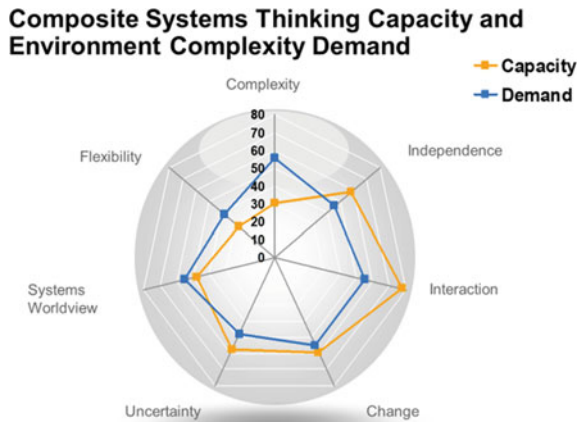 Composite Systems Thinking Capacity and
Environment Complexity Demand
Capacity
Demand
Complexity
80
70
60
50
40
30
20
10
0
Independence
Interaction
Change
Uncertainty
Systems
Worldview
Flexibility